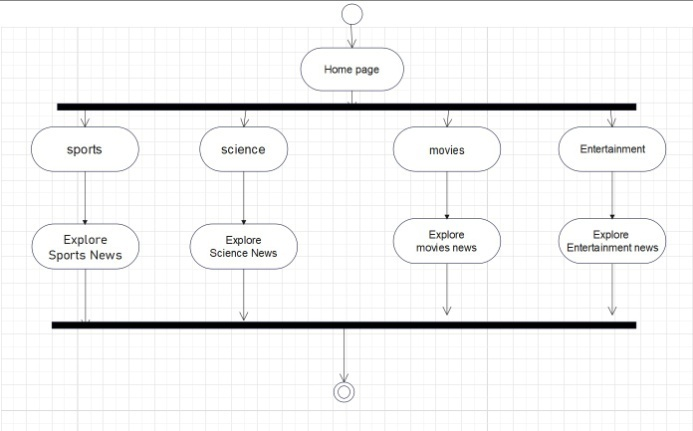 Home page
sports
science
movies
Entertainment
Explore
Sports News
Explore
Science News
Explore
movies news
Explore
Entertainment news